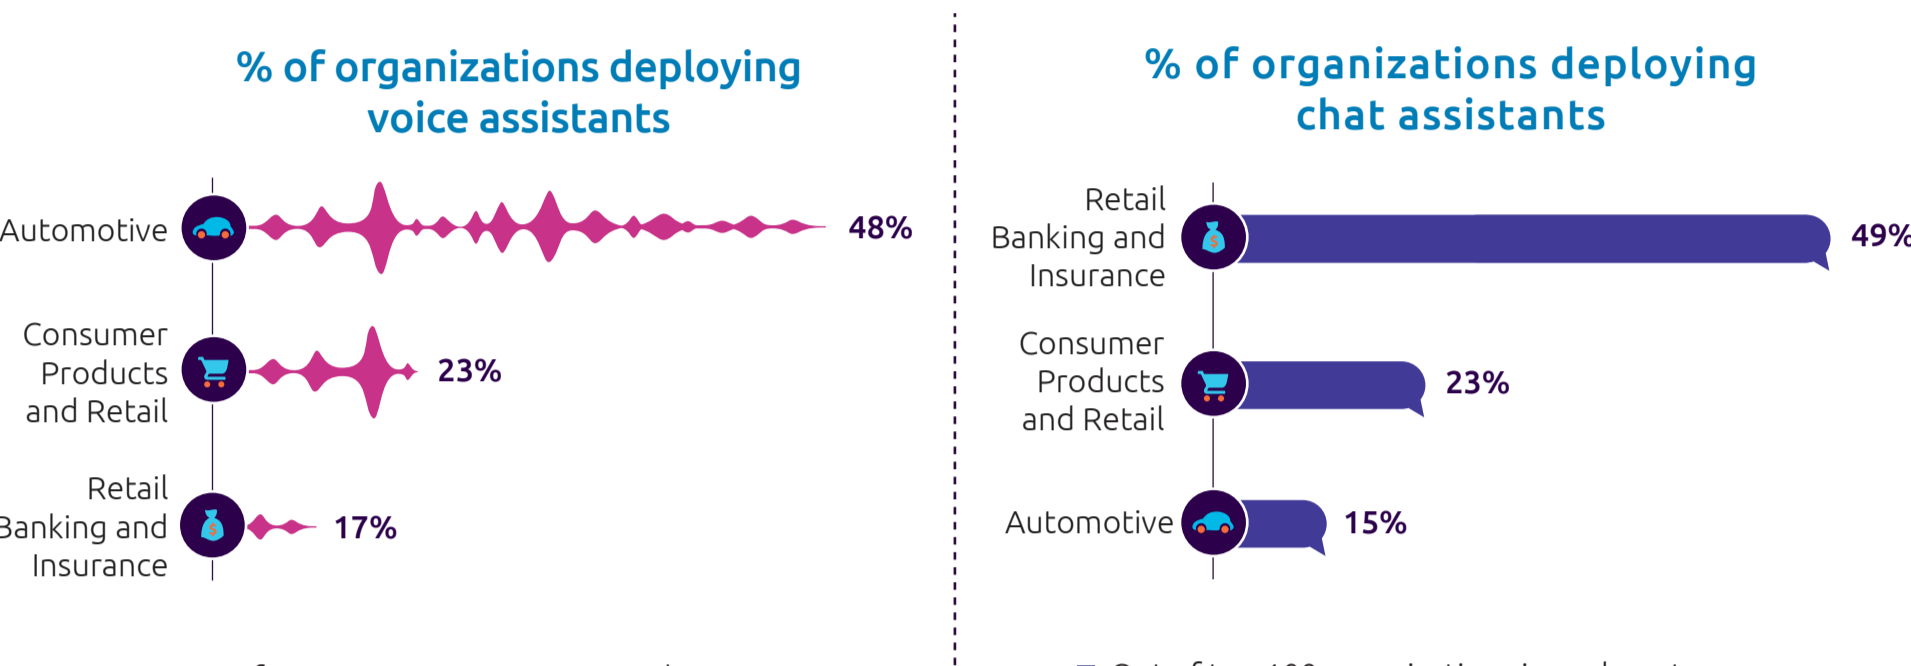 % of organizations deploying
voice assistants
Automotive
48%
Consumer
Products
and Retail
23%
Retail
Banking and
Insurance
17%
% of organizations deploying
chat assistants
Retail
Banking and
Insurance
49%
Consumer
Products
and Retail
23%
Automotive
15%